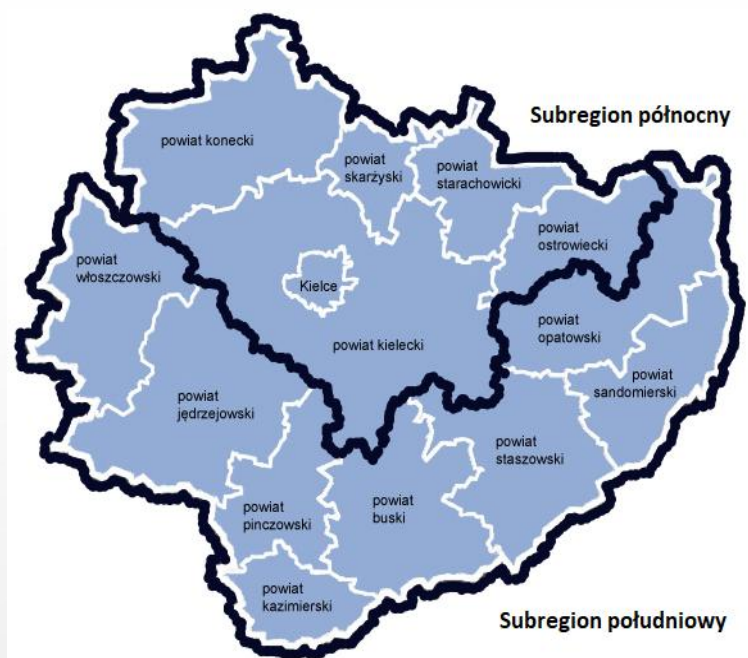 Subregion północny
powiat konecki
powiat
skarżyski
powiat
starachowicki
powiat
ostrowiecki
powiat
włoszczowski
Kielce
powiat kielecki
powiat
opatowski
powiat
sandomierski
powiat
jędrzejowski
powiat
staszowski
powiat
pinczowski
powiat
buski
powiat
kazimierski
Subregion południowy